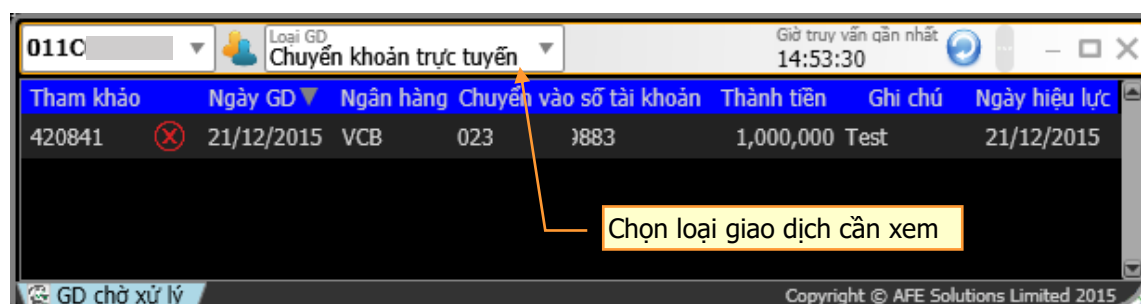 011C
Loại GD
Chuyển khoản trực tuyến
Giờ truy vấn gần nhất
14:53:30
Tham khảo Ngày GD Ngân hàng Chuyển vào số tài khoản Thành tiền Ghi chú Ngày hiệu lực
420841 21/12/2015 VCB 023 9883 1,000,000 Test 21/12/2015
Chọn loại giao dịch cần xem
GD chờ xử lý
Copyright © AFE Solutions Limited 2015